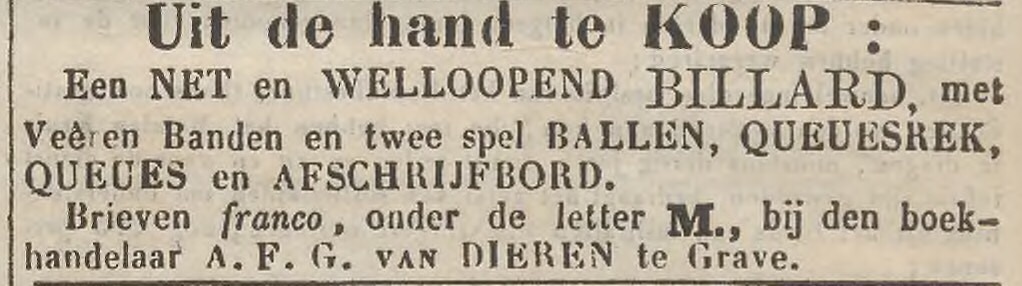 Uit de hand te KOOP :
Een NET en WELLOOPEND BILLARD, met
Veêren Banden en twee spel BALLEN, QUEUESREK,
QUEUES en AFSCHRIJFBORD.
Brieven franco, onder de letter M., bij den boek-
handelaar A. F. G. VAN DIEREN te Grave.